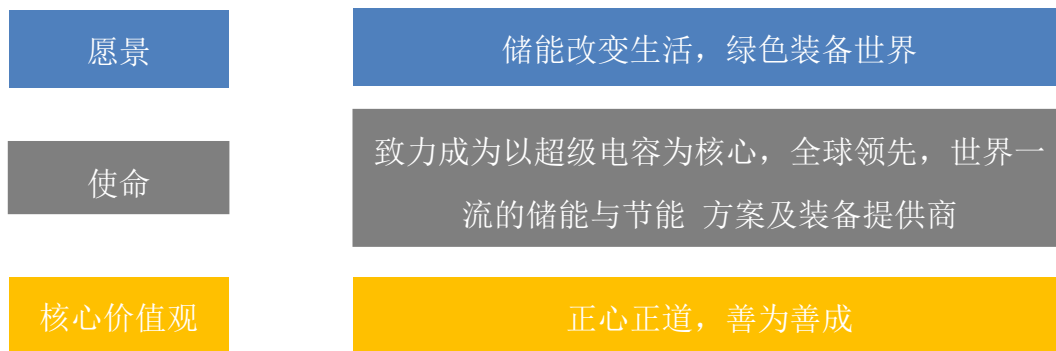 愿景
储能改变生活，绿色装备世界
使命
致力成为以超级电容为核心，全球领先，世界一
流的储能与节能 方案及装备提供商
核心价值观
正心正道，善为善成